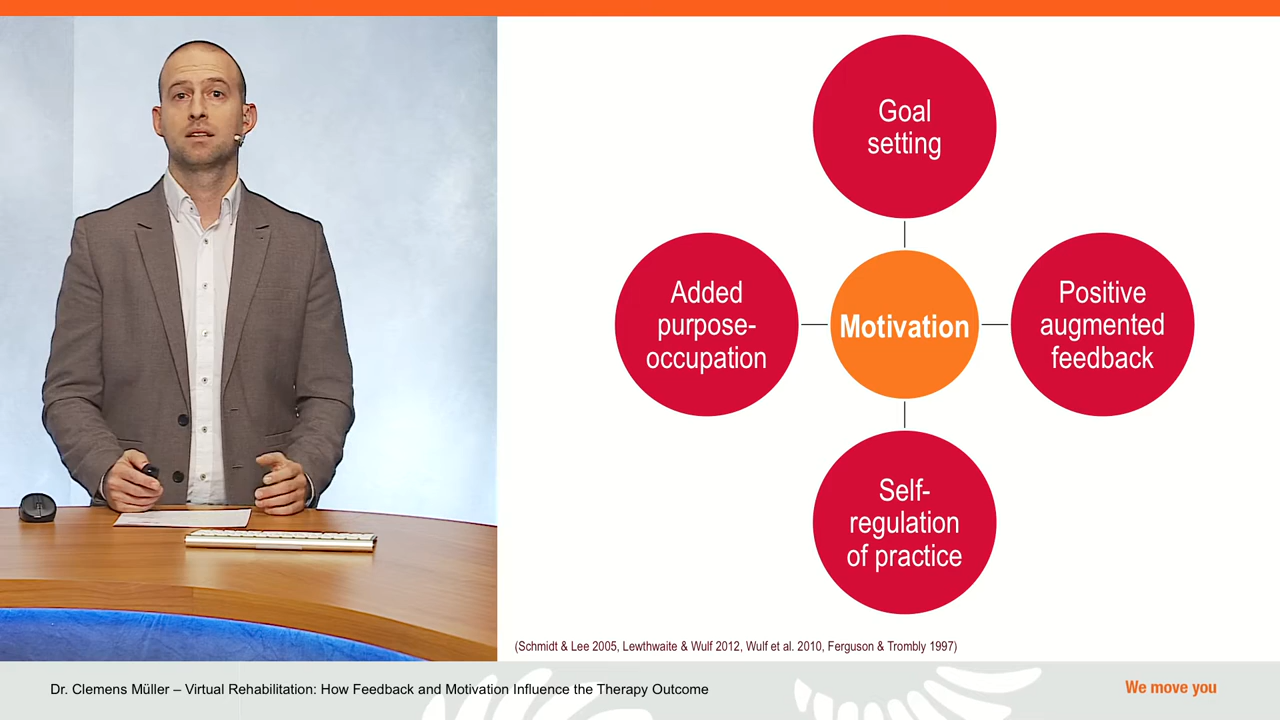 Goal
setting
Added
purpose-
occupation
Motivation
Positive
augmented
feedback
Self-
regulation
of practice
(Schmidt & Lee 2005, Lewthwaite & Wulf 2012, Wulf et al. 2010, Ferguson & Trombly 1997)
Dr. Clemens Müller – Virtual Rehabilitation: How Feedback and Motivation Influence the Therapy Outcome
We move you